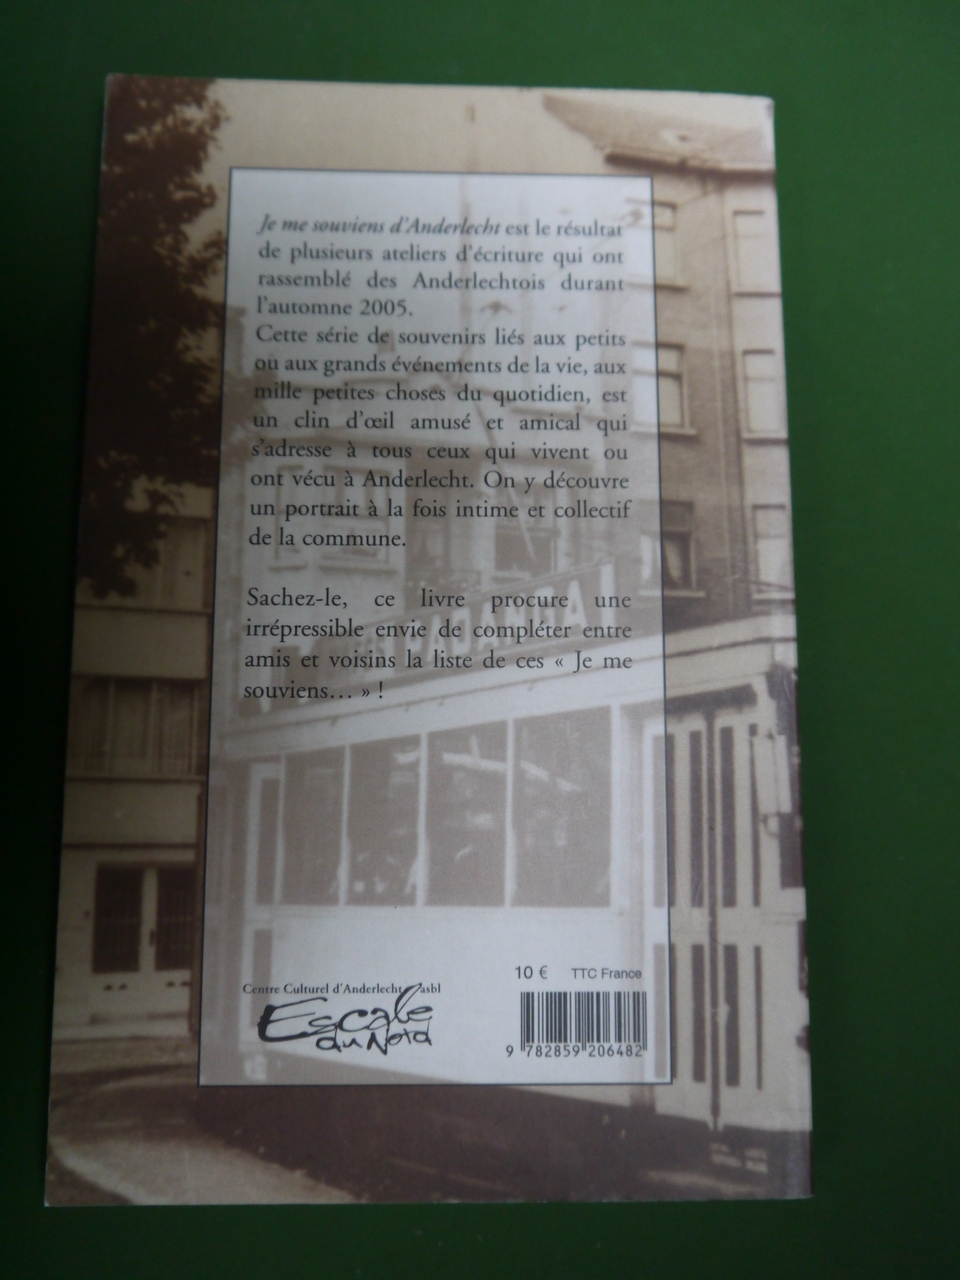 Je me souviens d'Anderlecht est le résultat
de plusieurs ateliers d'écriture qui ont
rassemblé des Anderlechtois durant
l'automne 2005.
Cette série de souvenirs liés aux petits
ou aux grands événements de la vie, aux
mille petites choses du quotidien, est
un clin d'œil amusé et amical qui
s'adresse à tous ceux qui vivent ou
ont vécu à Anderlecht. On y découvre
un portrait à la fois intime et collectif
de la commune.
Sachez-le, ce livre procure une
irrépressible envie de compléter entre
amis et voisins la liste de ces « Je me
souviens... » !
10 € TTC France
Centre Culturel d'Anderlecht asbl
Escale
du Nord
9 782859 206482